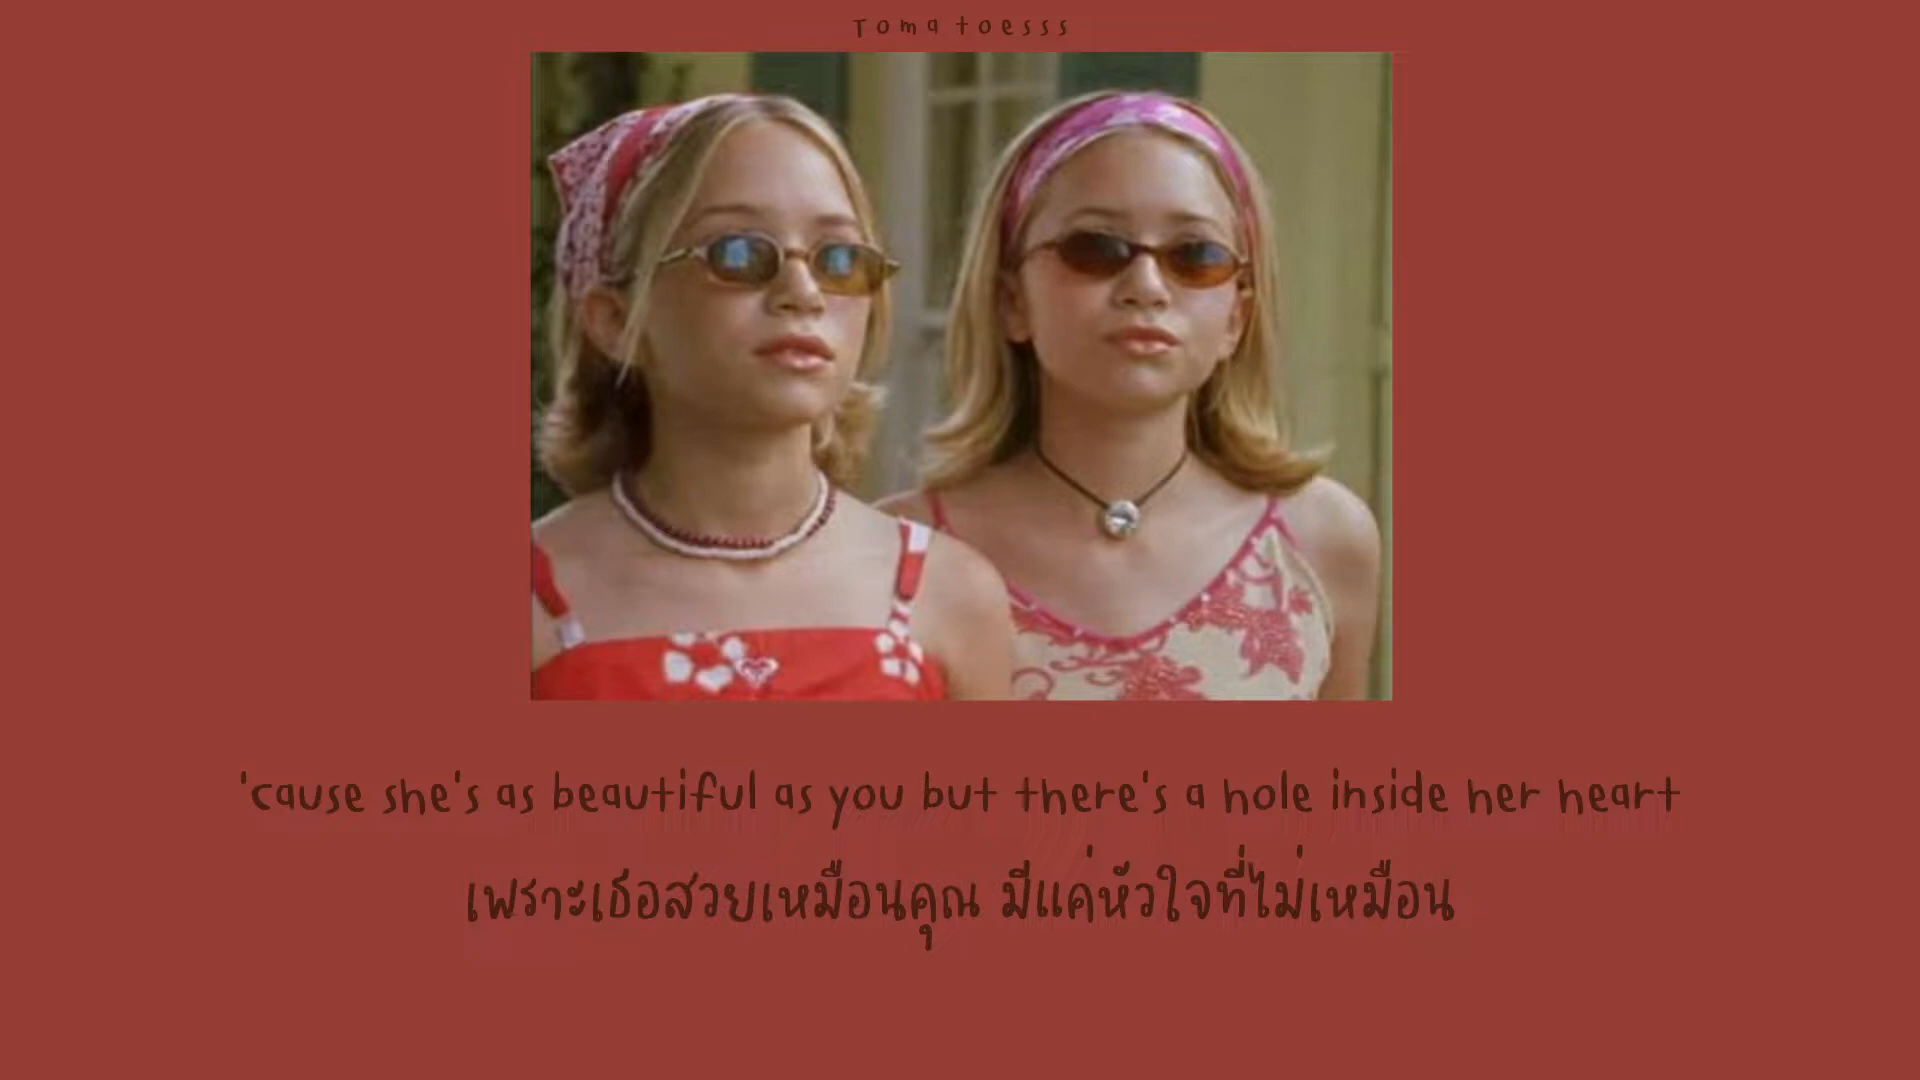 Tomatoesss
'cause she's as beautiful as you but there's a hole inside her heart
เพราะเธอสวยเหมือนคุณ มีแค่หัวใจที่ไม่เหมือน